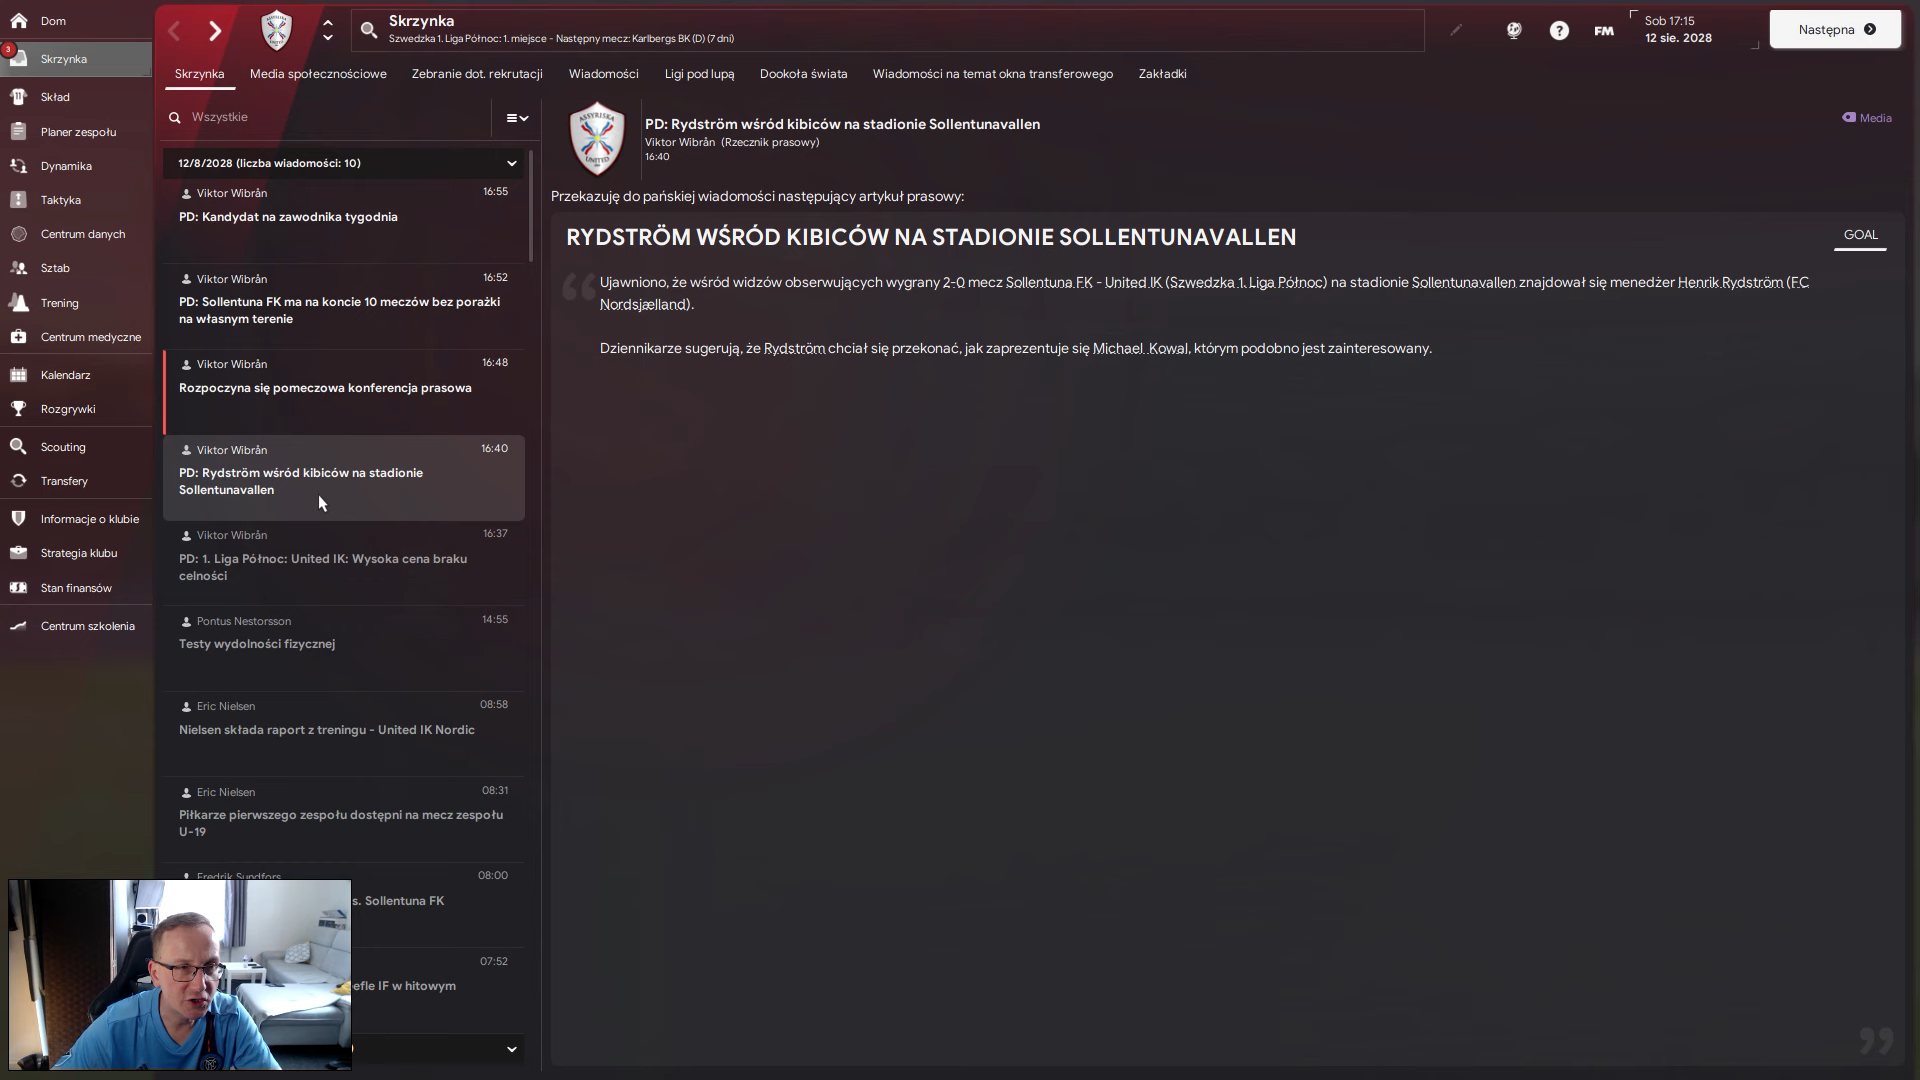 Dom
3
Skrzynka
Skład
Planer zespołu
Dynamika
Taktyka
Centrum danych
Sztab
Trening
Centrum medyczne
Kalendarz
Rozgrywki
Scouting
Transfery
Informacje o klubie
Strategia klubu
Stan finansów
Centrum szkolenia
Skrzynka
Szwedzka 1. Liga Północ: 1. miejsce - Następny mecz: Karlbergs BK (D) (7 dni)
FM
Sob 17:15
12 sie. 2028
Następna
Skrzynka
Media społecznościowe
Zebranie dot. rekrutacji
Wiadomości
Ligi pod lupą
Dookoła świata
Wiadomości na temat okna transferowego
Zakładki
Wszystkie
12/8/2028 (liczba wiadomości: 10)
Viktor Wibrån 16:55
PD: Kandydat na zawodnika tygodnia
Viktor Wibrån 16:52
PD: Sollentuna FK ma na koncie 10 meczów bez porażki
na własnym terenie
Viktor Wibrån 16:48
Rozpoczyna się pomeczowa konferencja prasowa
Viktor Wibrån 16:40
PD: Rydström wśród kibiców na stadionie
Sollentunavallen
Viktor Wibrån 16:37
PD: 1. Liga Północ: United IK: Wysoka cena braku
celności
Pontus Nestorsson 14:55
Testy wydolności fizycznej
Eric Nielsen 08:58
Nielsen składa raport z treningu - United IK Nordic
Eric Nielsen 08:31
Piłkarze pierwszego zespołu dostępni na mecz zespołu
U-19
Fredrik Sundfors 08:00
s. Sollentuna FK
07:52
efle IF w hitowym
ASSYRISKA
UNITED
PD: Rydström wśród kibiców na stadionie Sollentunavallen
Viktor Wibrån (Rzecznik prasowy)
16:40
Media
Przekazuję do pańskiej wiadomości następujący artykuł prasowy:
RYDSTRÖM WŚRÓD KIBICÓW NA STADIONIE SOLLENTUNAVALLEN
GOAL
Ujawniono, że wśród widzów obserwujących wygrany 2-0 mecz Sollentuna FK - United IK (Szwedzka 1. Liga Północ) na stadionie Sollentunavallen znajdował się menedżer Henrik Rydström (FC
Nordsjælland).
Dziennikarze sugerują, że Rydström chciał się przekonać, jak zaprezentuje się Michael Kowal, którym podobno jest zainteresowany.